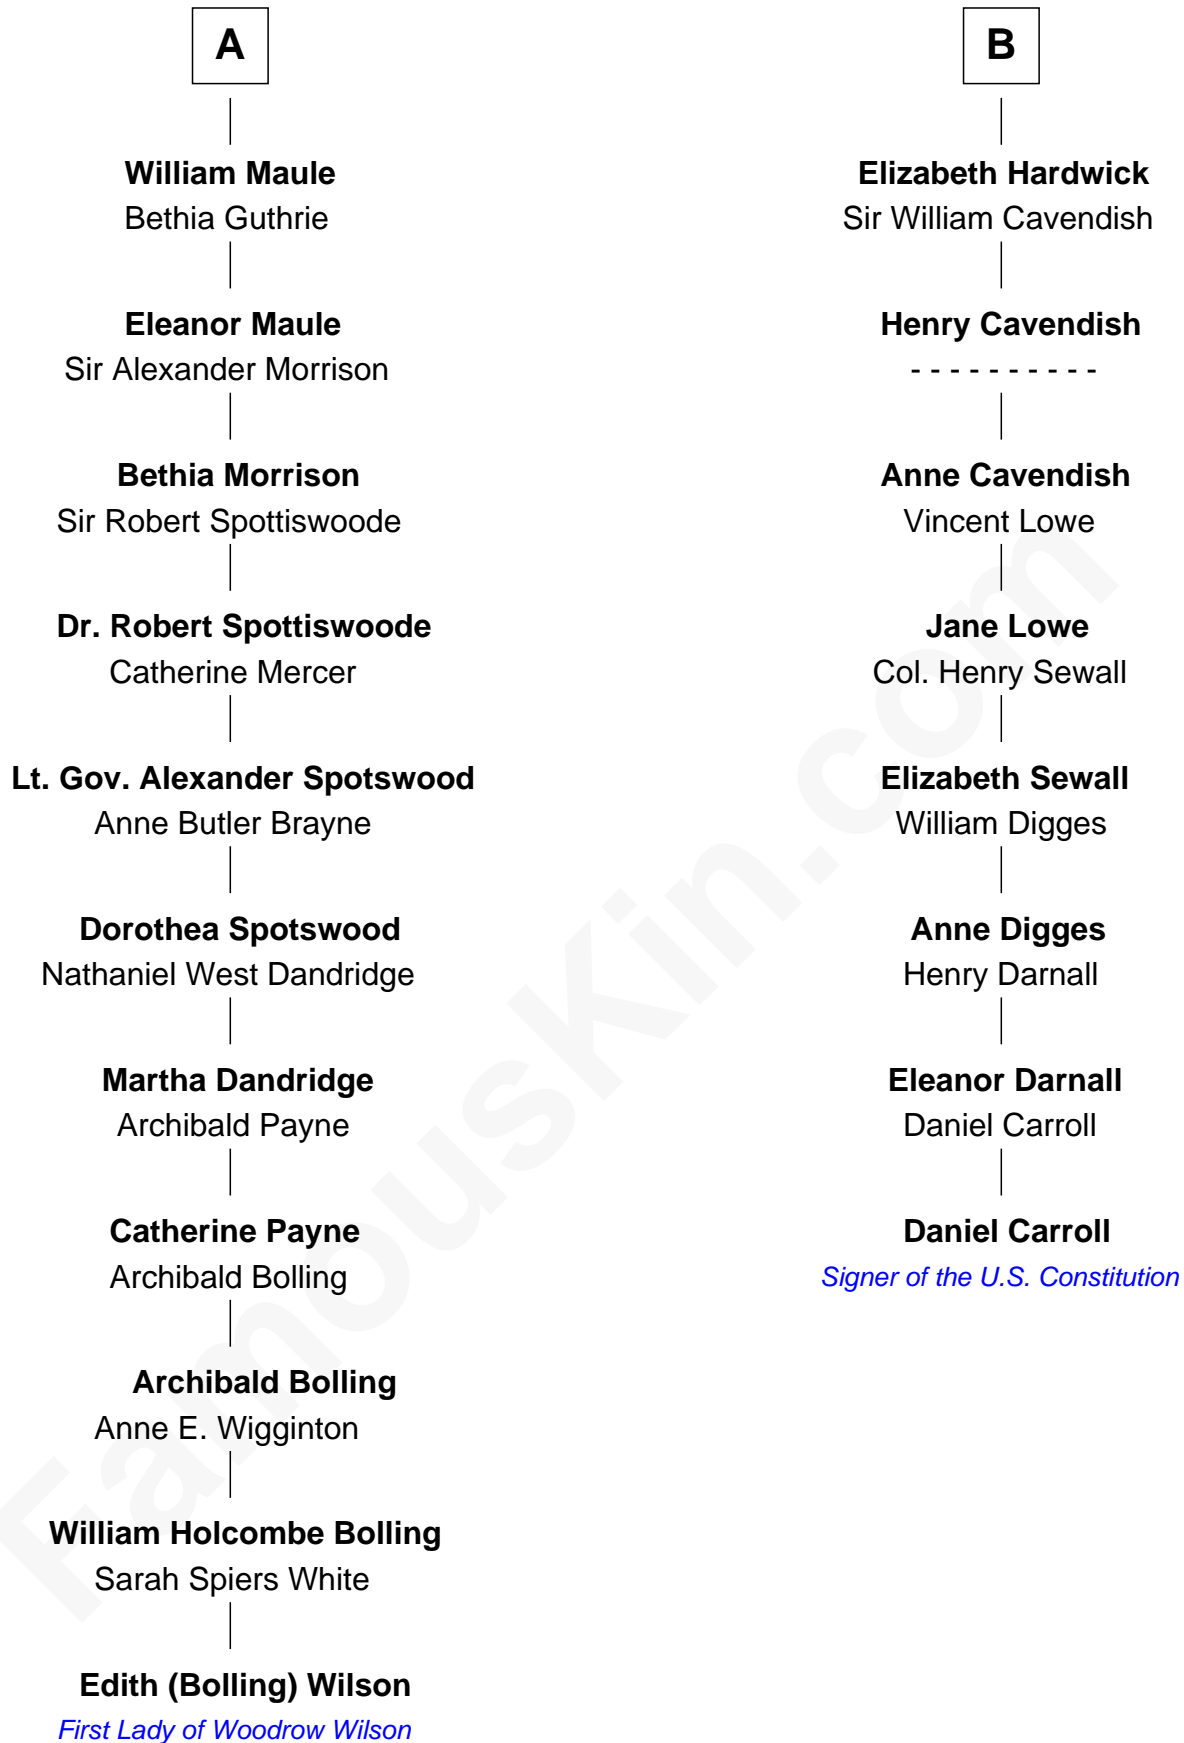 A
William Maule
Bethia Guthrie
Eleanor Maule
Sir Alexander Morrison
Bethia Morrison
Sir Robert Spottiswoode
Dr. Robert Spottiswoode
Catherine Mercer
Lt. Gov. Alexander Spotswood
Anne Butler Brayne
Dorothea Spotswood
Nathaniel West Dandridge
Martha Dandridge
Archibald Payne
Catherine Payne
Archibald Bolling
Archibald Bolling
Anne E. Wigginton
William Holcombe Bolling
Sarah Spiers White
Edith (Bolling) Wilson
First Lady of Woodrow Wilson
B
Elizabeth Hardwick
Sir William Cavendish
Henry Cavendish
- - - - - - - - - -
Anne Cavendish
Vincent Lowe
Jane Lowe
Col. Henry Sewall
Elizabeth Sewall
William Digges
Anne Digges
Henry Darnall
Eleanor Darnall
Daniel Carroll
Daniel Carroll
Signer of the U.S. Constitution
FamousKin.com